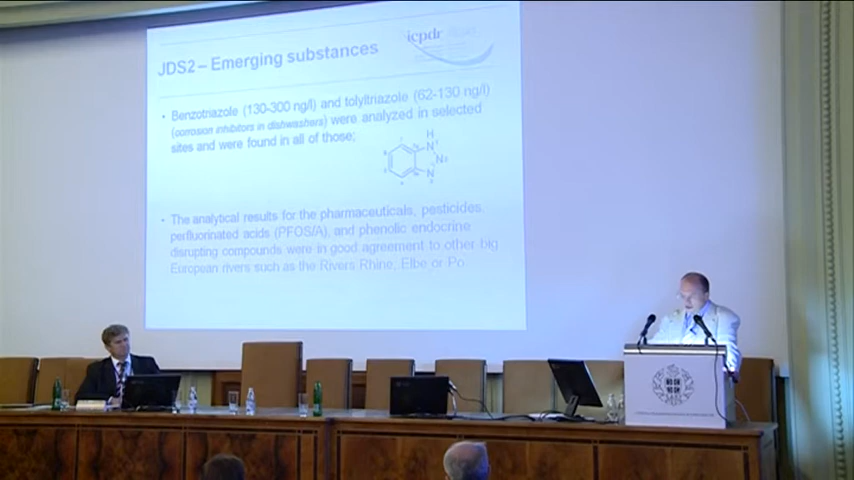 icpdr
JDS2 – Emerging substances
• Benzotriazole (130-300 ng/l) and tolyltriazole (62-130 ng/l)
(corrosion inhibitors in dishwashers) were analyzed in selected
sites and were found in all of those;
H
N
N
N
• The analytical results for the pharmaceuticals, pesticides,
perfluorinated acids (PFOS/A), and phenolic endocrine
disrupting compounds were in good agreement to other big
European rivers such as the Rivers Rhine, Elbe or Po